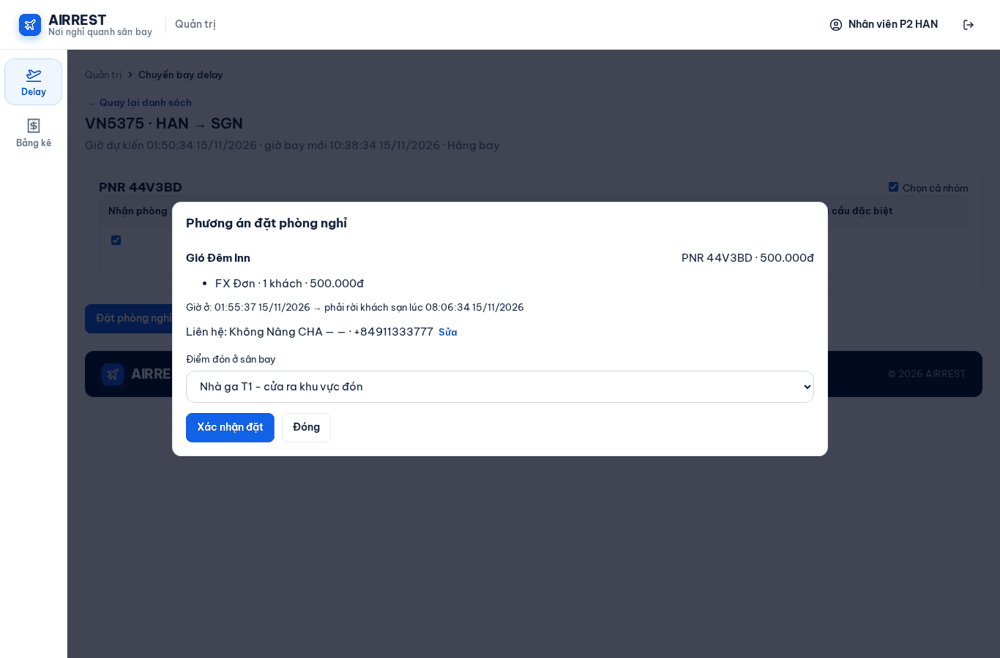 AIRREST
Nơi nghỉ quanh sân bay
Quản trị
Nhân viên P2 HAN
Delay
Bảng kê
Quản trị > Chuyến bay delay
← Quay lại danh sách
VN5375 · HAN → SGN
Giờ dự kiến 01:50:34 15/11/2026 · giờ bay mới 10:38:34 15/11/2026 · Hãng bay
PNR 44V3BD
Chọn cả nhóm
Nhận phòng
cầu đặc biệt
Phương án đặt phòng nghỉ
Gió Đêm Inn
PNR 44V3BD · 500.000đ
• FX Đơn · 1 khách · 500.000đ
Giờ ở: 01:55:37 15/11/2026 → phải rời khách sạn lúc 08:06:34 15/11/2026
Liên hệ: Không Nâng CHA — — · +84911333777 Sửa
Điểm đón ở sân bay
Nhà ga T1 - cửa ra khu vực đón
Xác nhận đặt
Đóng
Đặt phòng nghỉ
AIRRE
© 2026 AIRREST